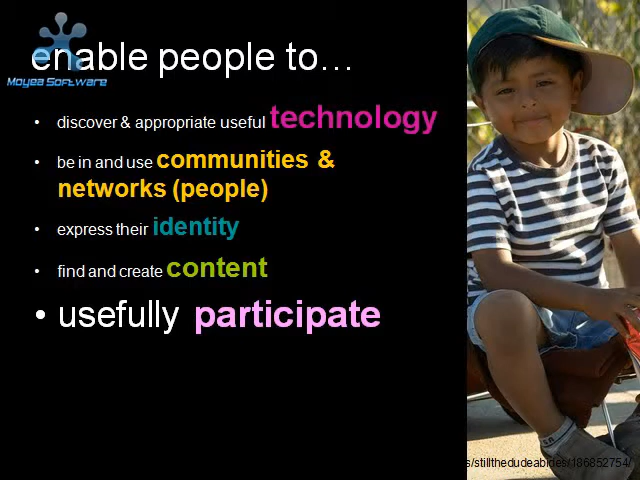 enable people to…
Moyea Software
• discover & appropriate useful technology
• be in and use communities &
networks (people)
• express their identity
• find and create content
• usefully participate
s/stillthedudeabides/186852754/